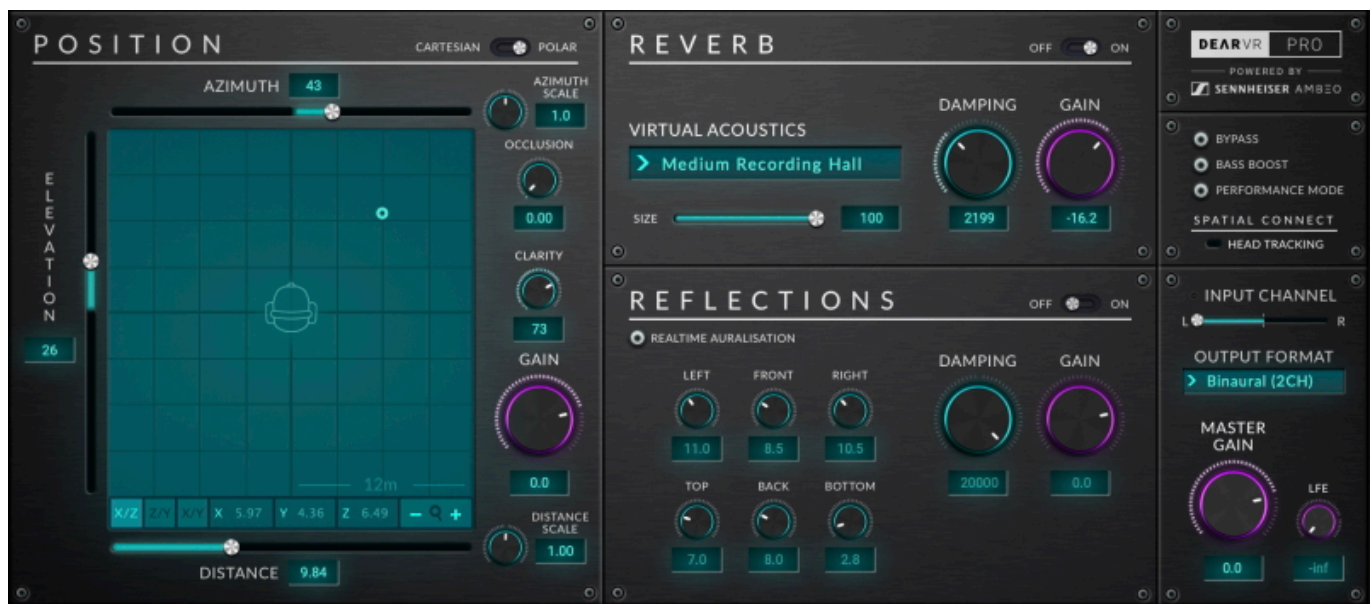 POSITION
CARTESIAN
POLAR
AZIMUTH 43
AZIMUTH
SCALE
1.0
OCCLUSION
0.00
CLARITY
73
GAIN
0.0
ELEVATION
26
12m
X/Z Z/Y X/Y X 5.97 Y 4.36 Z 6.49 − +
DISTANCE
SCALE
1.00
DISTANCE 9.84
REVERB
OFF
ON
VIRTUAL ACOUSTICS
Medium Recording Hall
SIZE
100
DAMPING
2199
GAIN
-16.2
REFLECTIONS
OFF
ON
REALTIME AURALISATION
LEFT FRONT RIGHT
11.0 8.5 10.5
TOP BACK BOTTOM
7.0 8.0 2.8
DAMPING
20000
GAIN
0.0
DEARVR PRO
POWERED BY
SENNHEISER AMBEO
BYPASS
BASS BOOST
PERFORMANCE MODE
SPATIAL CONNECT
HEAD TRACKING
INPUT CHANNEL
L R
OUTPUT FORMAT
Binaural (2CH)
MASTER
GAIN
0.0
LFE
-inf